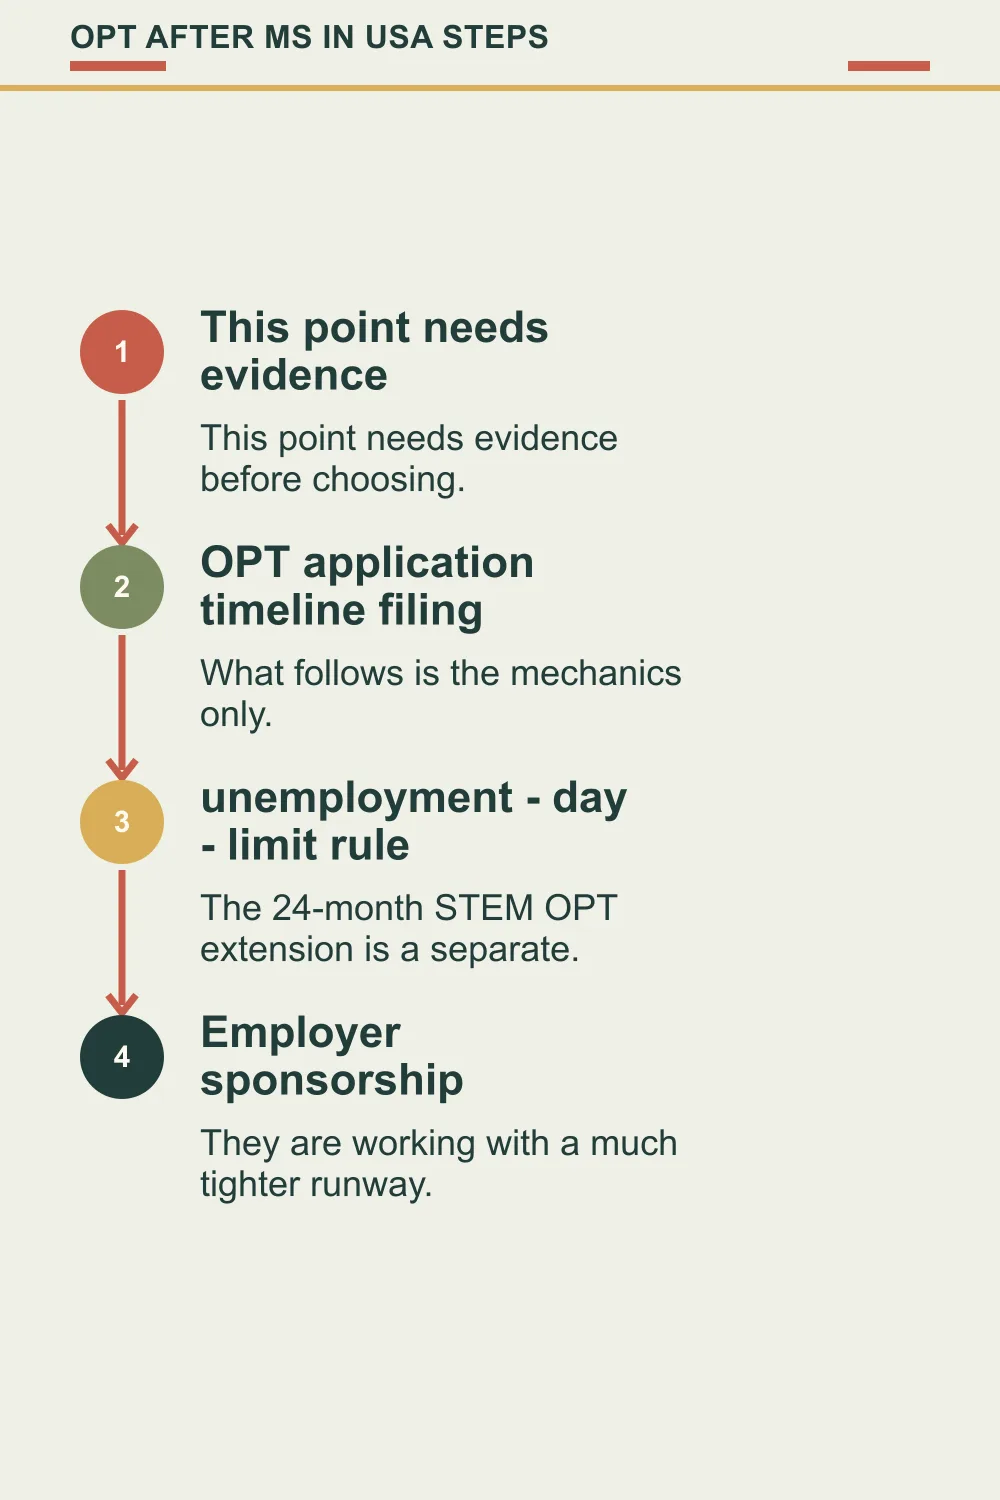 OPT AFTER MS IN USA STEPS
1
This point needs
evidence
This point needs evidence
before choosing.
2
OPT application
timeline filing
What follows is the mechanics
only.
3
unemployment - day
- limit rule
The 24-month STEM OPT
extension is a separate.
4
Employer
sponsorship
They are working with a much
tighter runway.